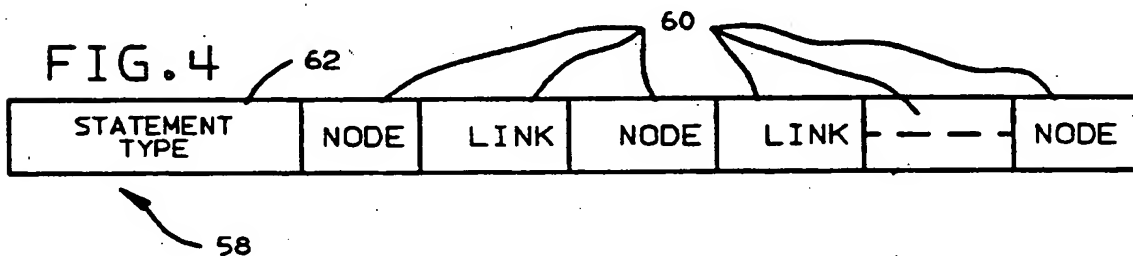 60
FIG.4
62
STATEMENT TYPE
NODE
LINK
NODE
LINK
NODE
58